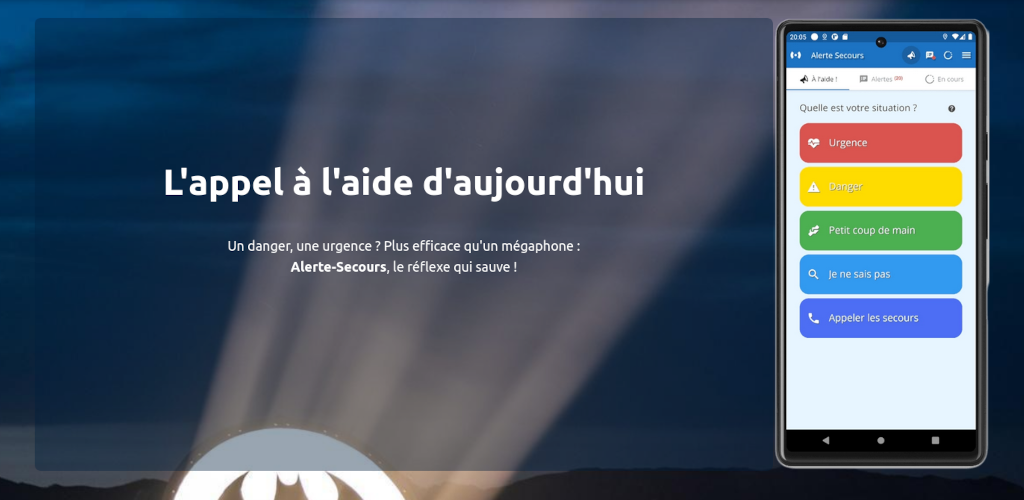 L'appel à l'aide d'aujourd'hui
Un danger, une urgence ? Plus efficace qu'un mégaphone :
Alerte-Secours, le réflexe qui sauve !
20:05
Alerte Secours
À l'aide !
Alertes (20)
En cours
Quelle est votre situation ?
Urgence
Danger
Petit coup de main
Je ne sais pas
Appeler les secours